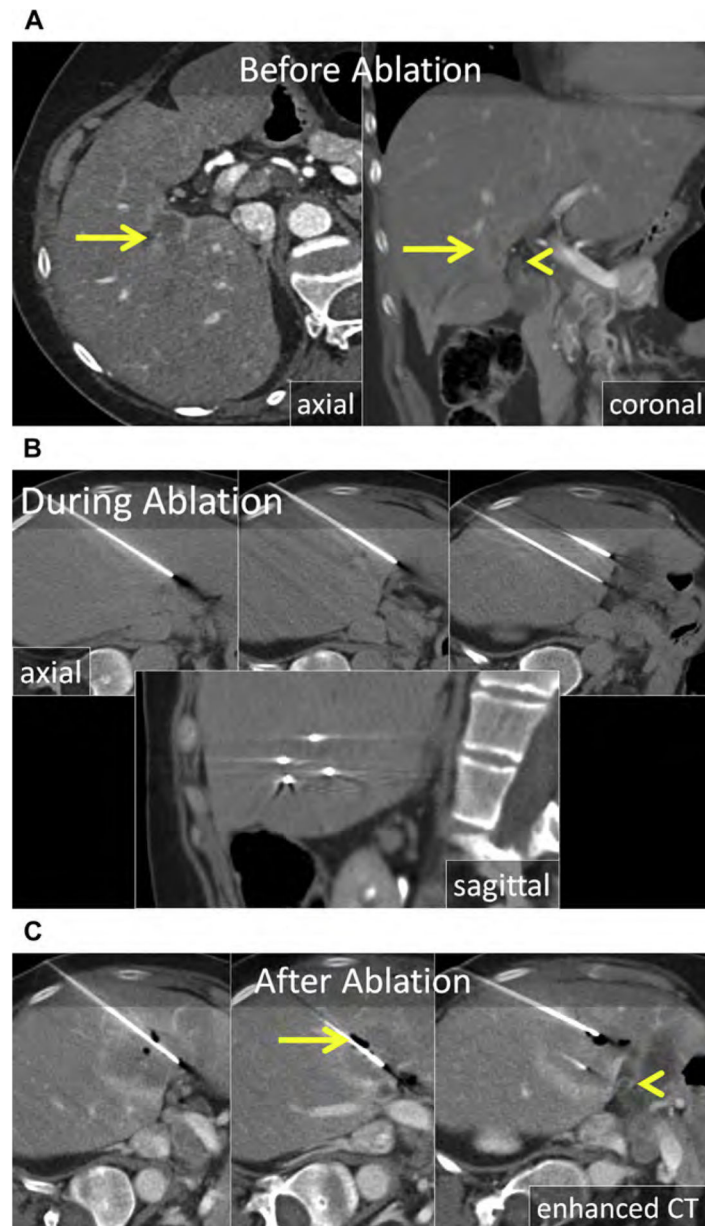 A
Before Ablation
axial
coronal
B
During Ablation
axial
sagittal
C
After Ablation
enhanced CT